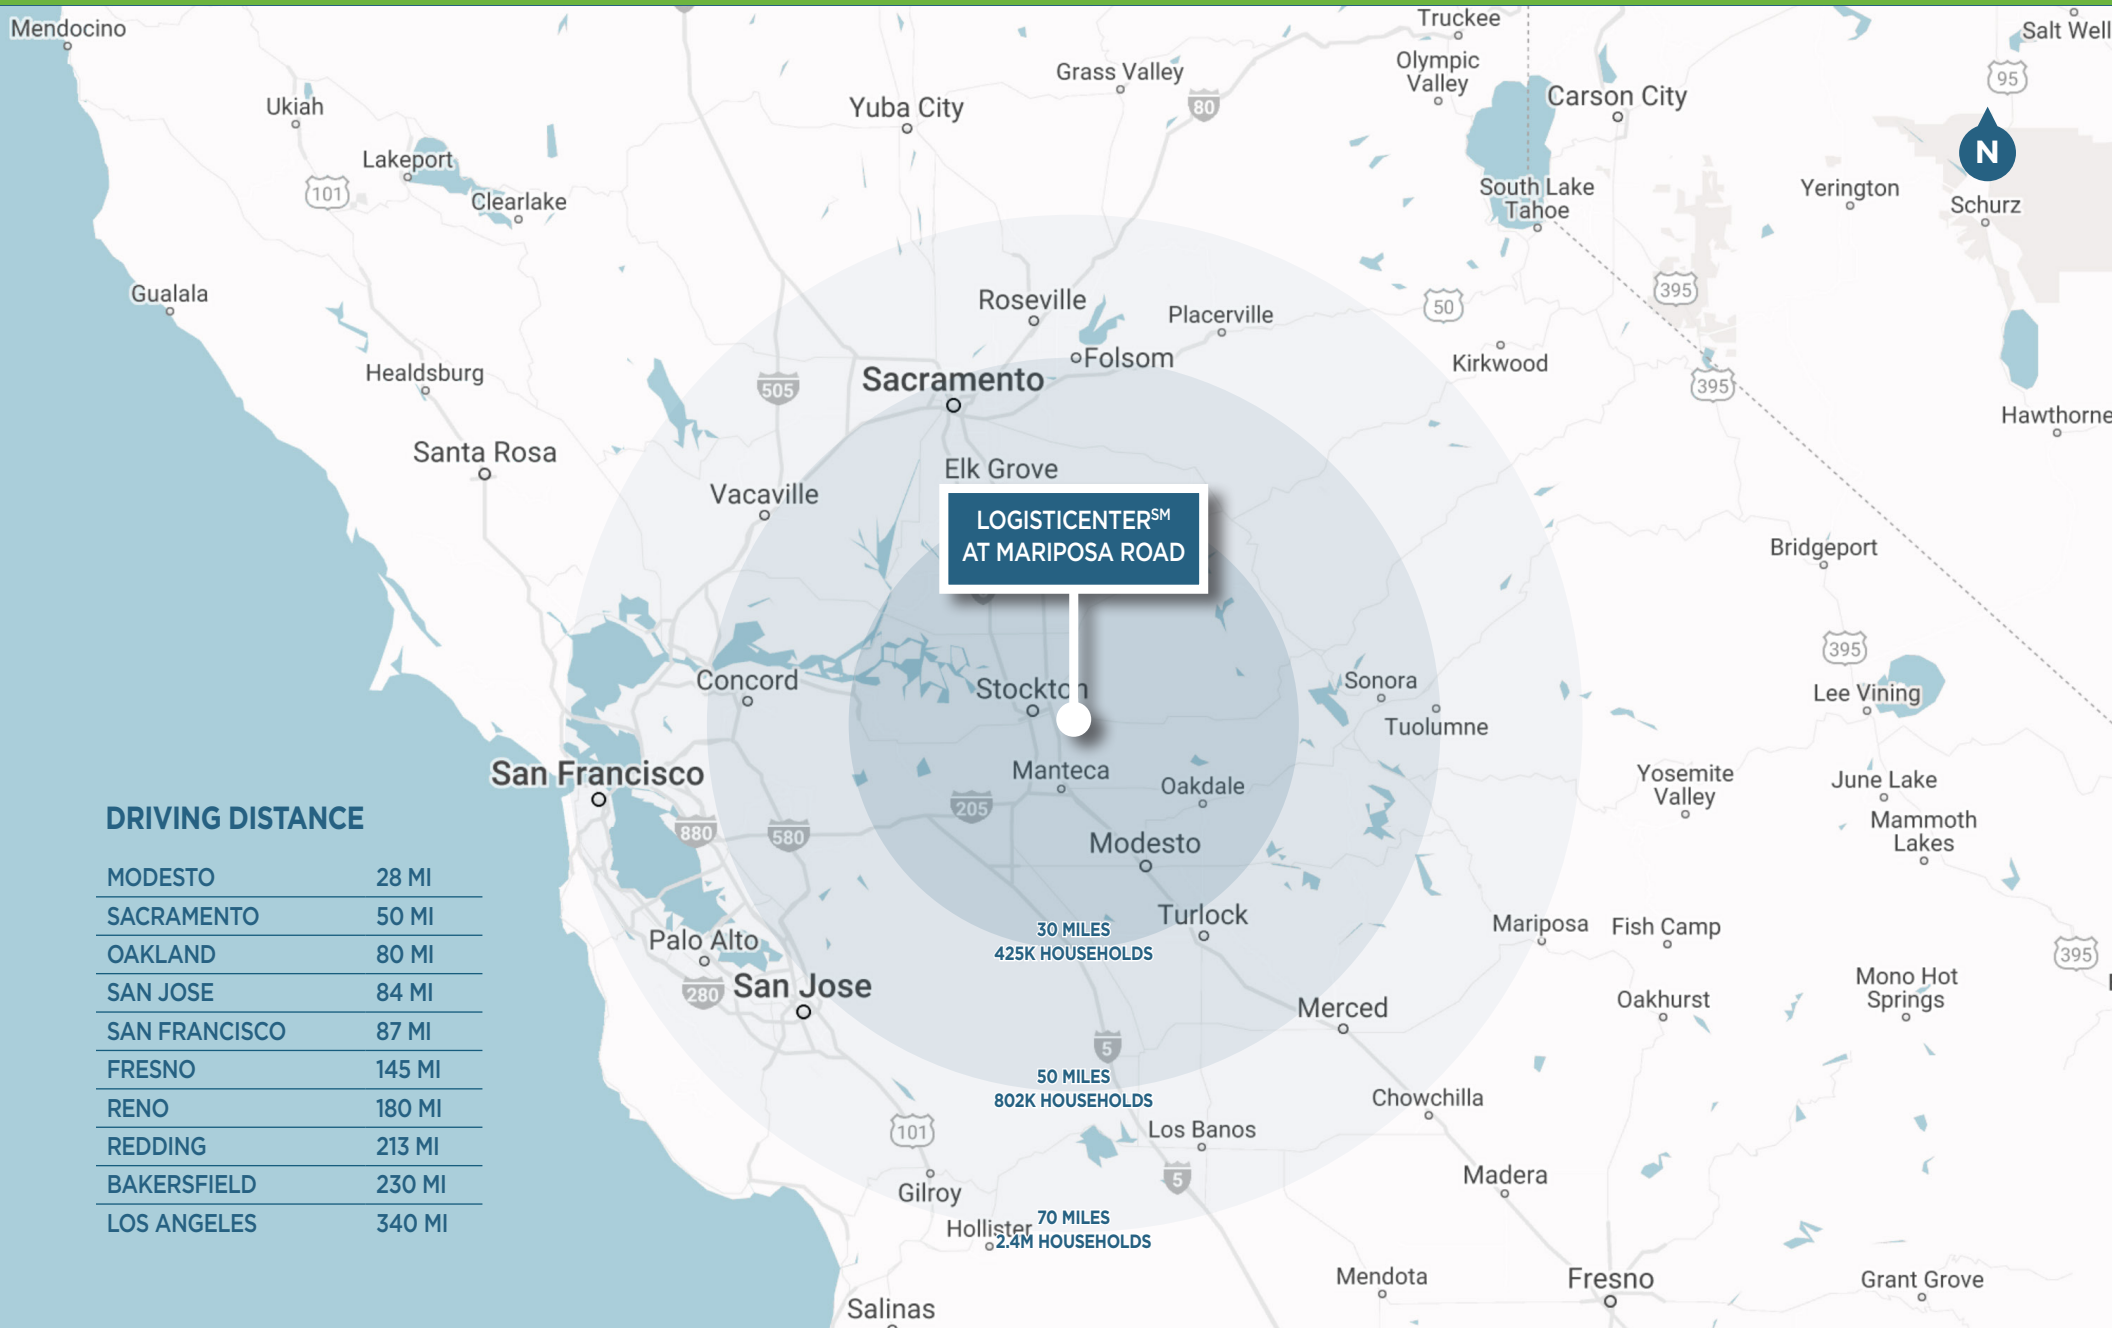 Mendocino
Truckee
Salt Well
Olympic
Valley
Grass Valley
95
Ukiah
Yuba City
80
Carson City
N
Lakeport
101
Clearlake
South Lake
Tahoe
Yerington
Schurz
Gualala
Roseville
Placerville
50
395
Folsom
Kirkwood
Healdsburg
505
Sacramento
395
Hawthorne
Santa Rosa
Elk Grove
Vacaville
LOGISTICENTER℠
AT MARIPOSA ROAD
Bridgeport
395
Concord
Stockton
Sonora
Lee Vining
Tuolumne
San Francisco
Manteca
Oakdale
Yosemite
Valley
June Lake
205
880
580
Mammoth
Lakes
Modesto
DRIVING DISTANCE
MODESTO 28 MI
SACRAMENTO 50 MI
OAKLAND 80 MI
SAN JOSE 84 MI
SAN FRANCISCO 87 MI
FRESNO 145 MI
RENO 180 MI
REDDING 213 MI
BAKERSFIELD 230 MI
LOS ANGELES 340 MI
Turlock
30 MILES
425K HOUSEHOLDS
Mariposa
Fish Camp
Palo Alto
395
280
San Jose
Mono Hot
Springs
Merced
Oakhurst
5
50 MILES
802K HOUSEHOLDS
Chowchilla
101
Los Banos
5
Madera
Gilroy
Hollister
70 MILES
2.4M HOUSEHOLDS
Mendota
Fresno
Grant Grove
Salinas